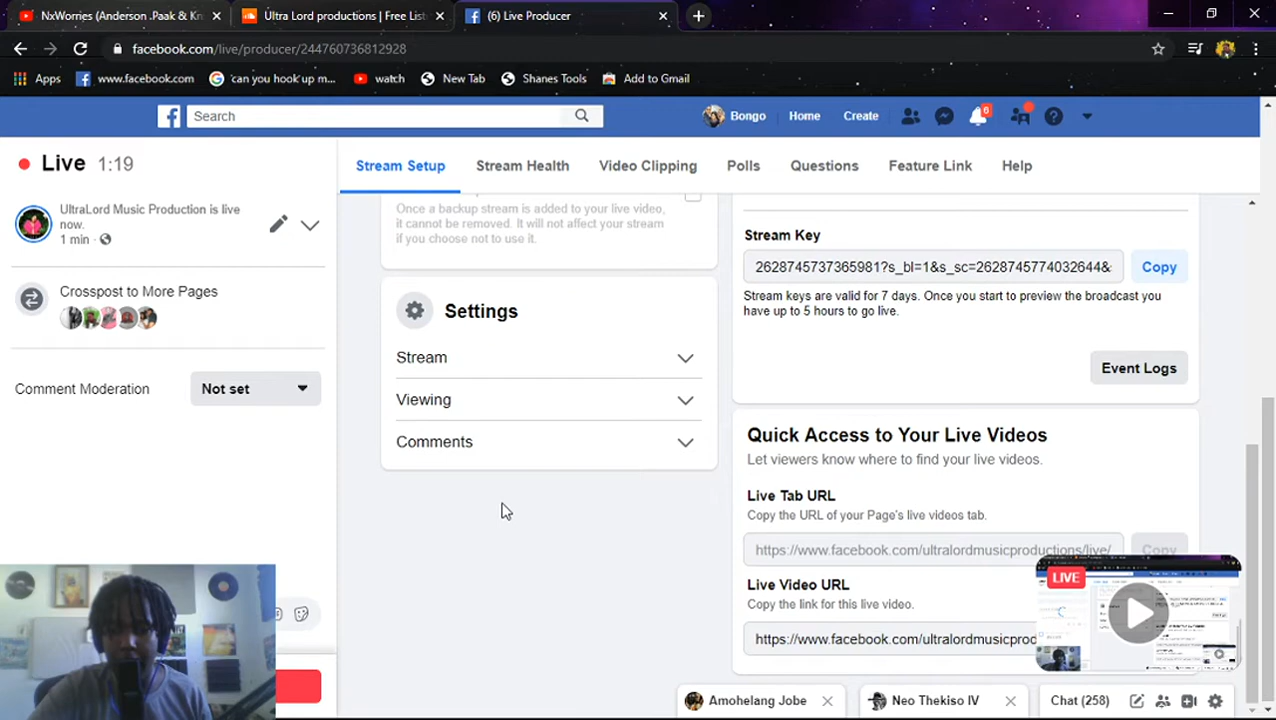 NxWorries (Anderson .Paak & Kn
Ultra Lord productions | Free List
(6) Live Producer
facebook.com/live/producer/244760736812928
Apps
www.facebook.com
can you hook up m...
watch
New Tab
Shanes Tools
Add to Gmail
Search
Bongo
Home
Create
6
Live 1:19
Stream Setup
Stream Health
Video Clipping
Polls
Questions
Feature Link
Help
UltraLord Music Production is live
now.
1 min
Crosspost to More Pages
Comment Moderation
Not set
Once a backup stream is added to your live video,
it cannot be removed. It will not affect your stream
if you choose not to use it.
Settings
Stream
Viewing
Comments
Stream Key
2628745737365981?s_bl=1&s_sc=2628745774032644&
Copy
Stream keys are valid for 7 days. Once you start to preview the broadcast you
have up to 5 hours to go live.
Event Logs
Quick Access to Your Live Videos
Let viewers know where to find your live videos.
Live Tab URL
Copy the URL of your Page's live videos tab.
https://www.facebook.com/ultralordmusicproductions/live/
Copy
Live Video URL
Copy the link for this live video.
https://www.facebook.com/ultralordmusicprod
LIVE
Amohelang Jobe
Neo Thekiso IV
Chat (258)